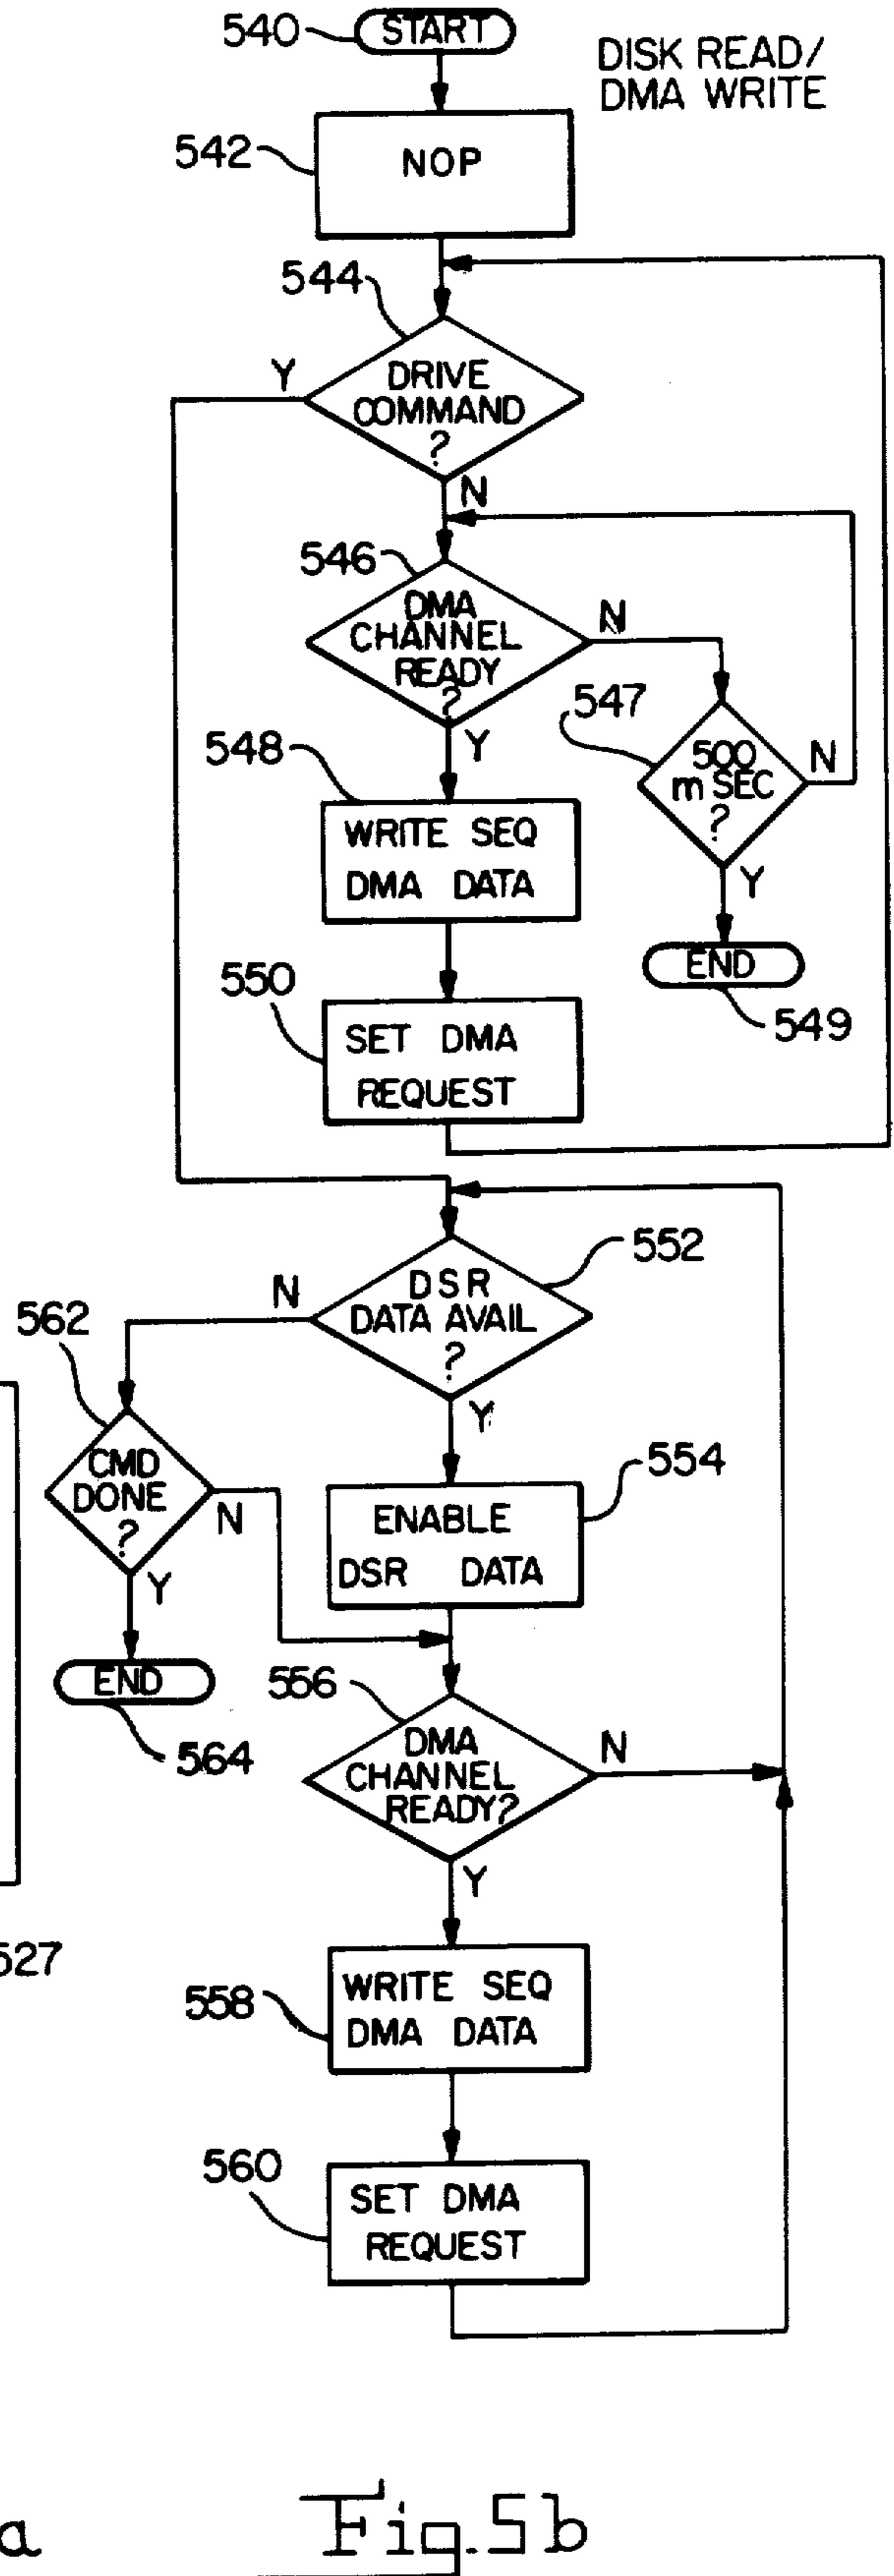 540
START
DISK READ/
DMA WRITE
542
NOP
544
Y
DRIVE
COMMAND
?
N
546
DMA
CHANNEL
READY
?
N
547
500
m SEC
?
N
548
Y
WRITE SEQ
DMA DATA
Y
END
549
550
SET DMA
REQUEST
552
DSR
DATA AVAIL
?
N
562
Y
CMD
DONE
?
N
554
ENABLE
DSR DATA
Y
END
564
556
DMA
CHANNEL
READY?
N
Y
527
558
WRITE SEQ
DMA DATA
560
SET DMA
REQUEST
a
Fig. 5b